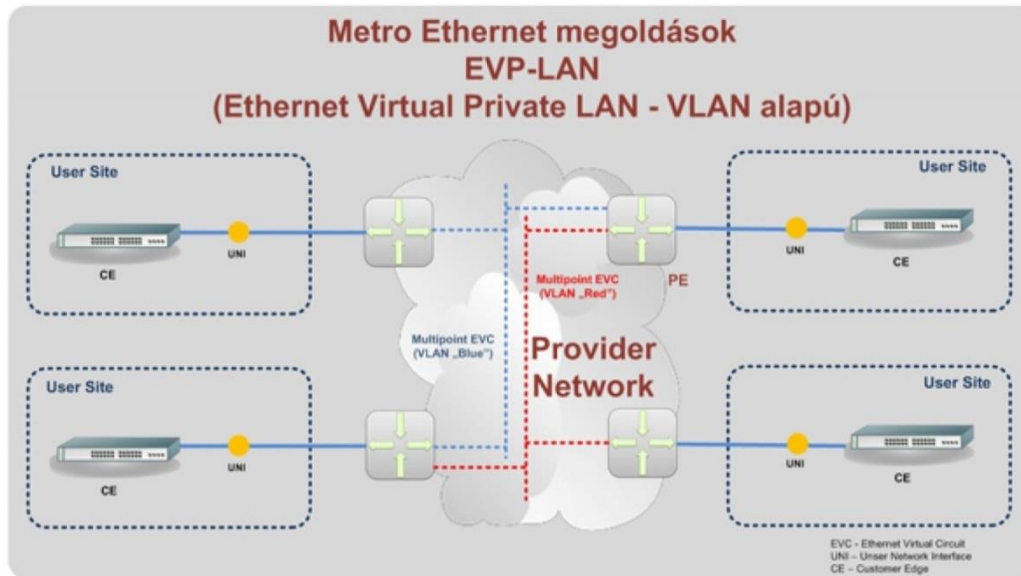 Metro Ethernet megoldások
EVP-LAN
(Ethernet Virtual Private LAN - VLAN alapú)
User Site
CE
UNI
User Site
UNI
CE
PE
Multipoint EVC
(VLAN „Red”)
Multipoint EVC
(VLAN „Blue”)
Provider
Network
User Site
CE
UNI
User Site
UNI
CE
EVC - Ethernet Virtual Circuit
UNI – Unser Network Interface
CE – Customer Edge